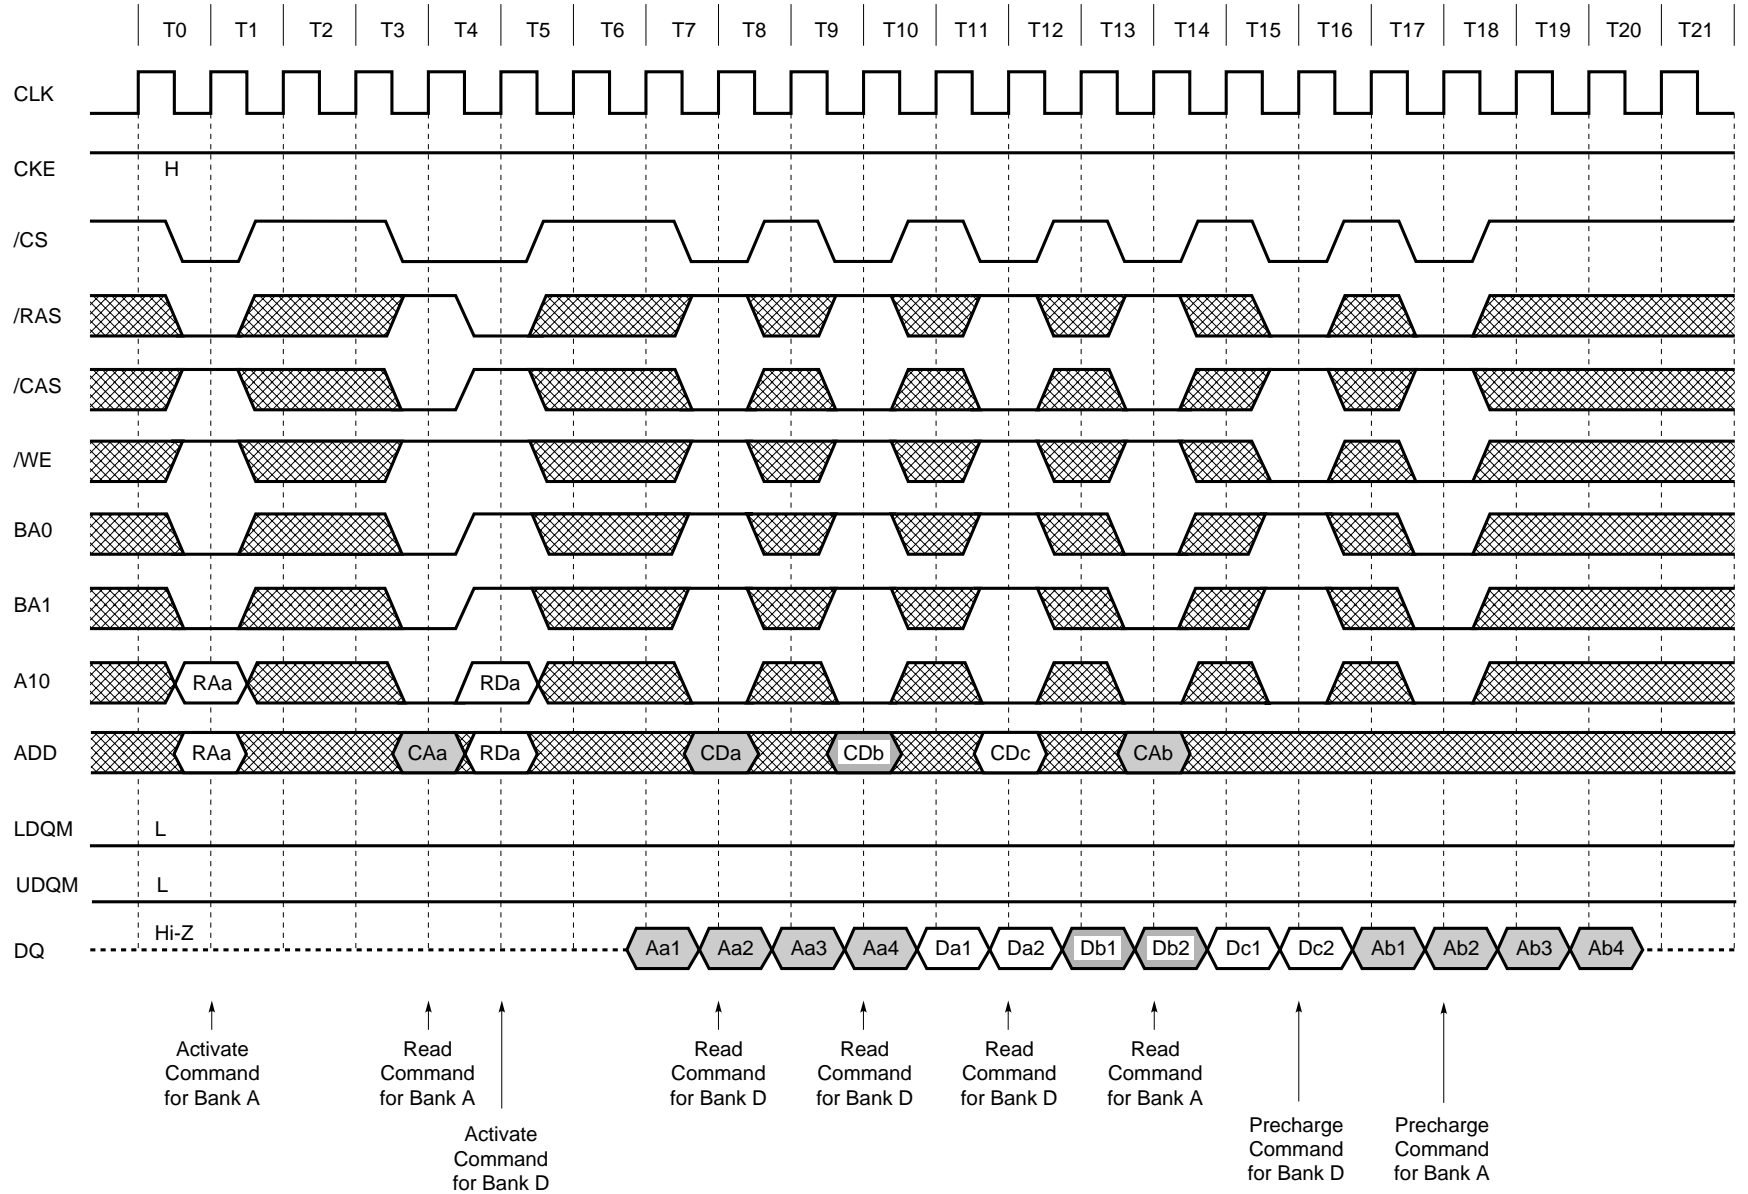 T0 T1 T2 T3 T4 T5 T6 T7 T8 T9 T10 T11 T12 T13 T14 T15 T16 T17 T18 T19 T20 T21
CLK
CKE H
/CS
/RAS
/CAS
/WE
BA0
BA1
A10 RAa RDa
ADD RAa CAa RDa CDa CDb CDc CAb
LDQM L
UDQM L
Hi-Z
DQ Aa1 Aa2 Aa3 Aa4 Da1 Da2 Db1 Db2 Dc1 Dc2 Ab1 Ab2 Ab3 Ab4
Activate
Command
for Bank A
Read
Command
for Bank A
Activate
Command
for Bank D
Read
Command
for Bank D
Read
Command
for Bank D
Read
Command
for Bank D
Read
Command
for Bank A
Precharge
Command
for Bank D
Precharge
Command
for Bank A